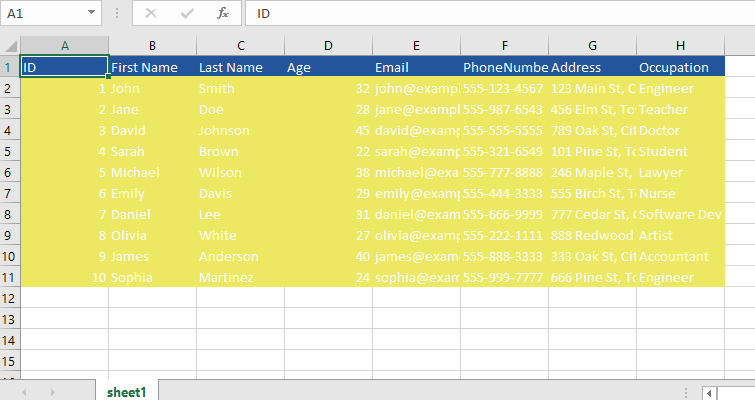 A1 fx ID
A B C D E F G H
1 ID First Name Last Name Age Email PhoneNumbe Address Occupation
2 1 John Smith 32 john@exampl 555-123-4567 123 Main St, C Engineer
3 2 Jane Doe 28 jane@exampl 555-987-6543 456 Elm St, To Teacher
4 3 David Johnson 45 david@examp 555-555-5555 789 Oak St, Cit Doctor
5 4 Sarah Brown 22 sarah@examp 555-321-6549 101 Pine St, To Student
6 5 Michael Wilson 38 michael@exa 555-777-8888 246 Maple St, Lawyer
7 6 Emily Davis 29 emily@examp 555-444-3333 555 Birch St, T Nurse
8 7 Daniel Lee 31 daniel@exam 555-666-9999 777 Cedar St, Software Dev
9 8 Olivia White 27 olivia@examp 555-222-1111 888 Redwood Artist
10 9 James Anderson 40 james@examp 555-888-3333 333 Oak St, Cit Accountant
11 10 Sophia Martinez 24 sophia@exam 555-999-7777 666 Pine St, To Engineer
12
13
14
15
sheet1